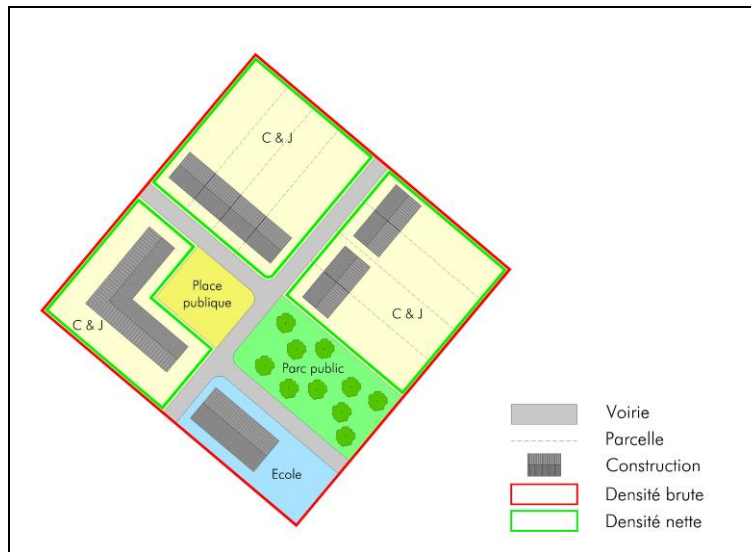 C & J
C & J
Place
publique
C & J
Parc public
Ecole
Voirie
Parcelle
Construction
Densité brute
Densité nette